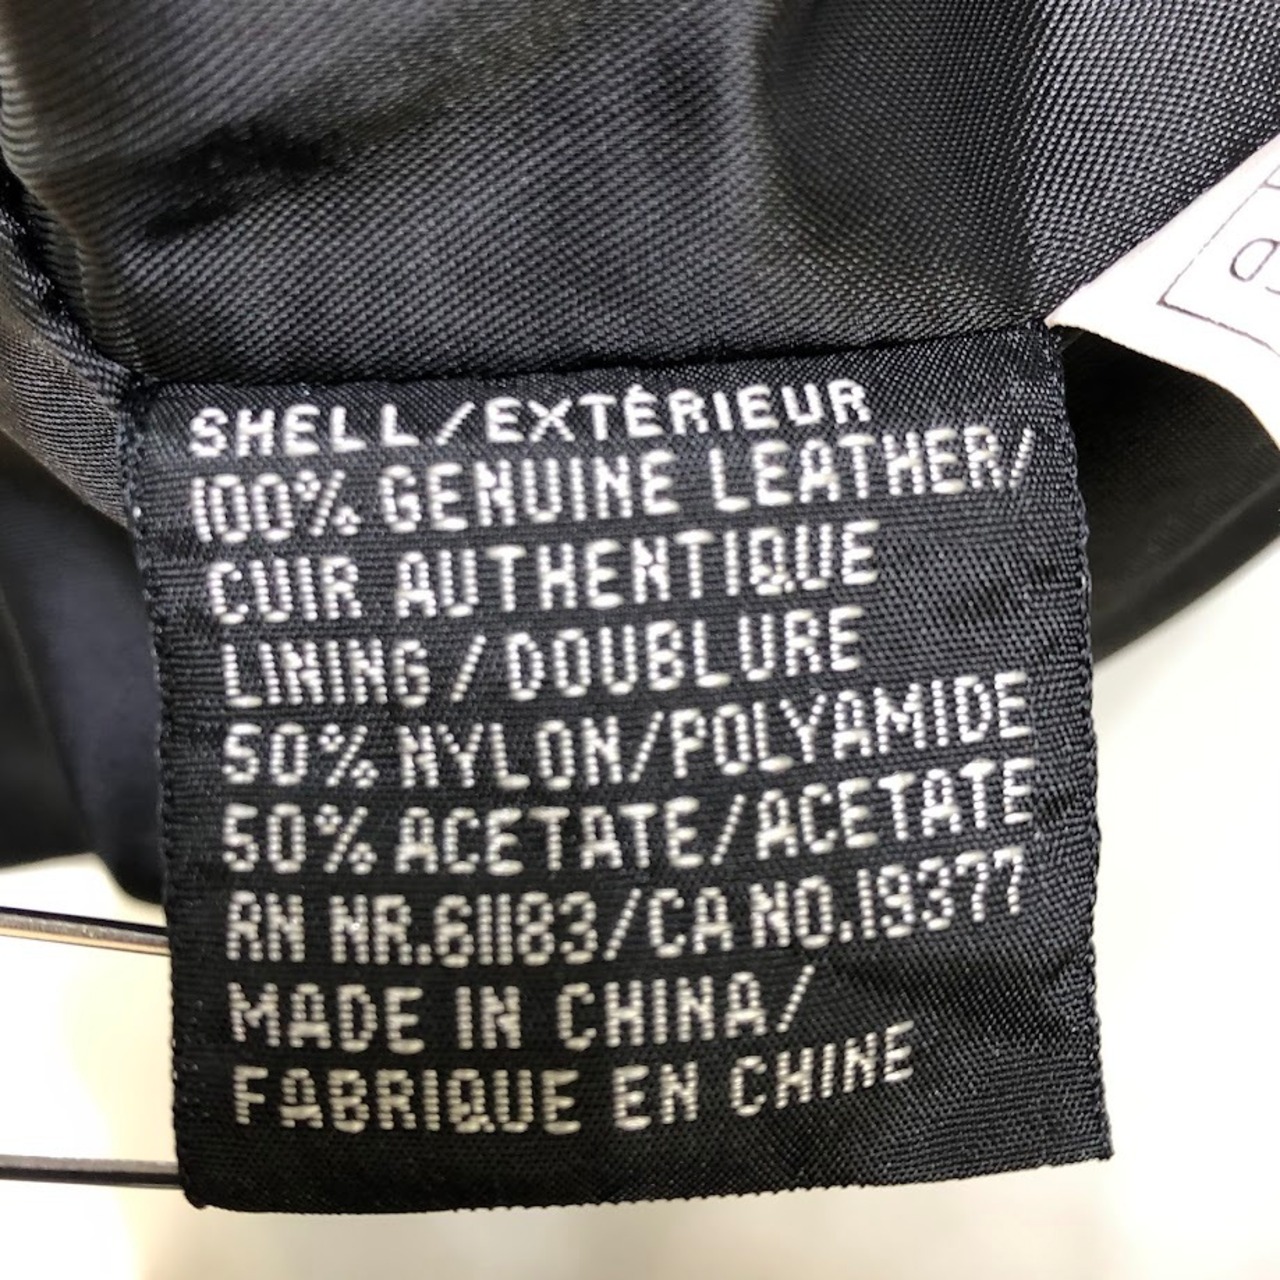 SHELL/EXTÉRIEUR
100% GENUINE LEATHER/
CUIR AUTHENTIQUE
LINING/DOUBLURE
50% NYLON/POLYAMIDE
50% ACETATE/ACETATE
RN NR.61183/CA NO.19377
MADE IN CHINA/
FABRIQUE EN CHINE